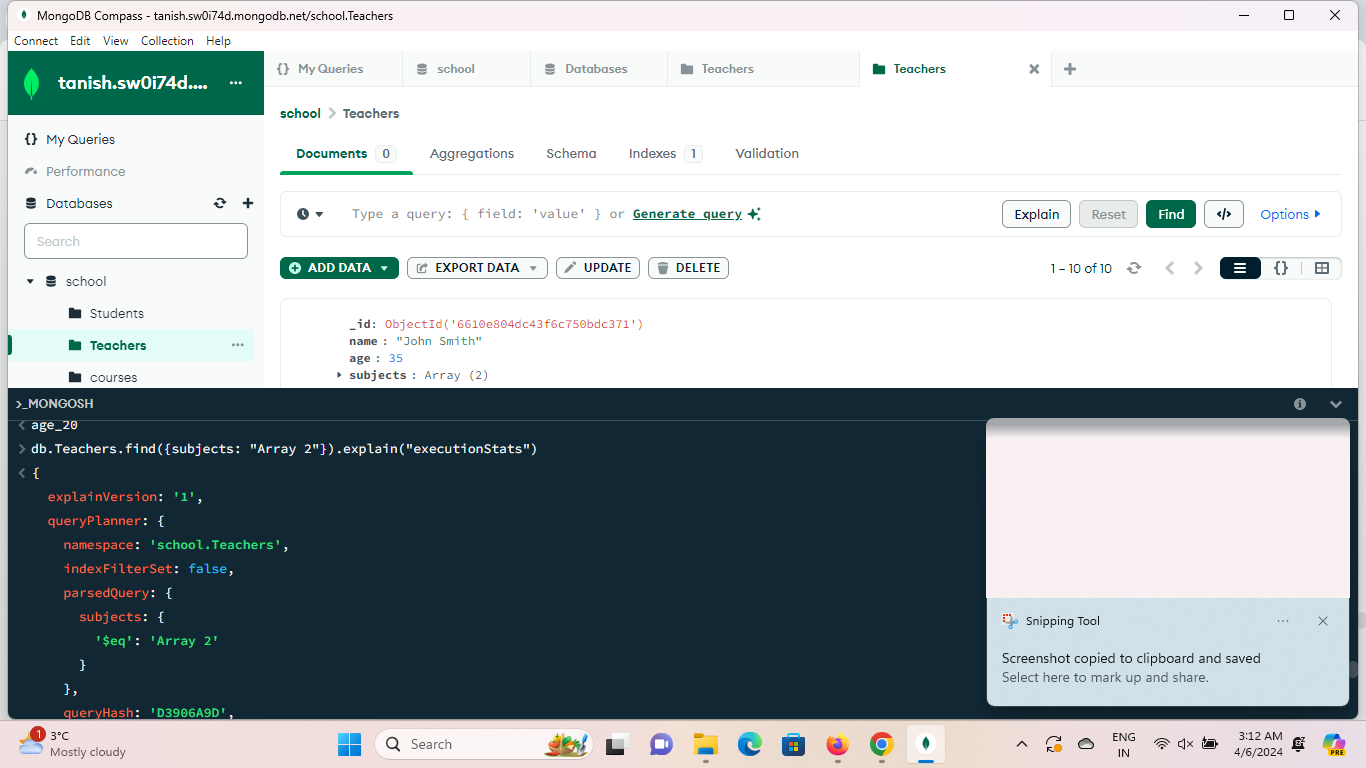 MongoDB Compass - tanish.sw0i74d.mongodb.net/school.Teachers
Connect Edit View Collection Help
tanish.sw0i74d....
My Queries
Performance
Databases
Search
school
Students
Teachers
courses
My Queries school Databases Teachers Teachers
school > Teachers
Documents 0 Aggregations Schema Indexes 1 Validation
Type a query: { field: 'value' } or Generate query
Explain Reset Find </> Options
ADD DATA EXPORT DATA UPDATE DELETE
1 – 10 of 10 {}
_id: ObjectId('6610e804dc43f6c750bdc371')
name : "John Smith"
age : 35
subjects : Array (2)
>_MONGOSH
< age_20
> db.Teachers.find({subjects: "Array 2"}).explain("executionStats")
< {
explainVersion: '1',
queryPlanner: {
namespace: 'school.Teachers',
indexFilterSet: false,
parsedQuery: {
subjects: {
'$eq': 'Array 2'
}
},
queryHash: 'D3906A9D',
Snipping Tool
Screenshot copied to clipboard and saved
Select here to mark up and share.
1
3°C
Mostly cloudy
Search
ENG
IN
3:12 AM
4/6/2024
PRE